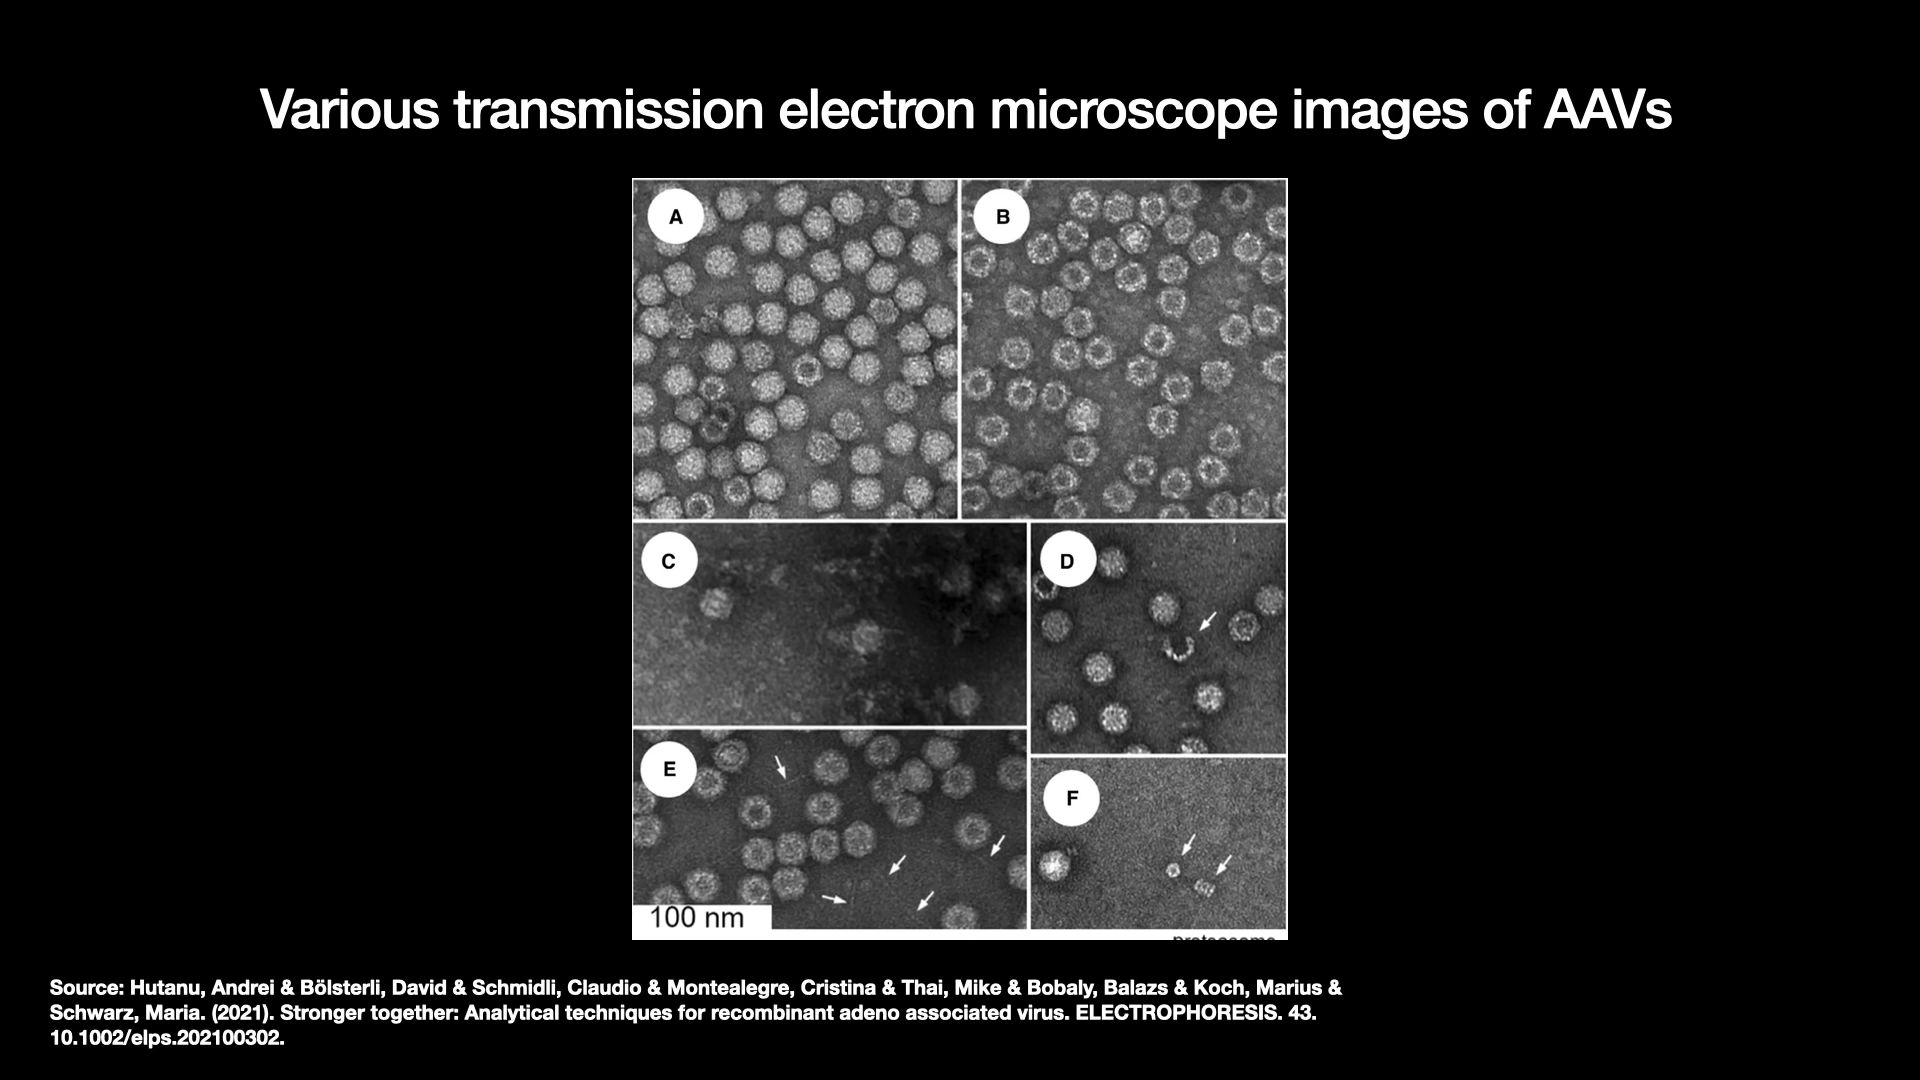 Various transmission electron microscope images of AAVs
A
B
C
D
E
F
100 nm
Source: Hutanu, Andrei & Bölsterli, David & Schmidli, Claudio & Montealegre, Cristina & Thai, Mike & Bobaly, Balazs & Koch, Marius &
Schwarz, Maria. (2021). Stronger together: Analytical techniques for recombinant adeno associated virus. ELECTROPHORESIS. 43.
10.1002/elps.202100302.